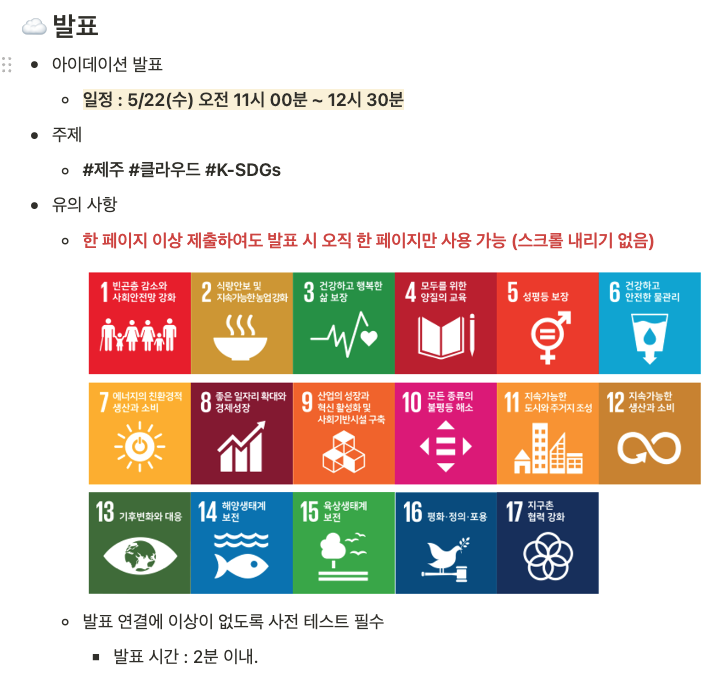 발표
아이데이션 발표
일정 : 5/22(수) 오전 11시 00분 ~ 12시 30분
주제
#제주 #클라우드 #K-SDGs
유의 사항
한 페이지 이상 제출하여도 발표 시 오직 한 페이지만 사용 가능 (스크롤 내리기 없음)
1 빈곤층 감소와
사회안전망 강화
2 식량안보 및
지속가능한 농업강화
3 건강하고 행복한
삶 보장
4 모두를 위한
양질의 교육
5 성평등 보장
6 건강하고
안전한 물관리
7 에너지의 친환경적
생산과 소비
8 좋은 일자리 확대와
경제성장
9 산업의 성장과
혁신 활성화 및
사회기반시설 구축
10 모든 종류의
불평등 해소
11 지속가능한
도시와 주거지 조성
12 지속가능한
생산과 소비
13 기후변화와 대응
14 해양생태계
보전
15 육상생태계
보전
16 평화·정의·포용
17 지구촌
협력 강화
발표 연결에 이상이 없도록 사전 테스트 필수
발표 시간 : 2분 이내.